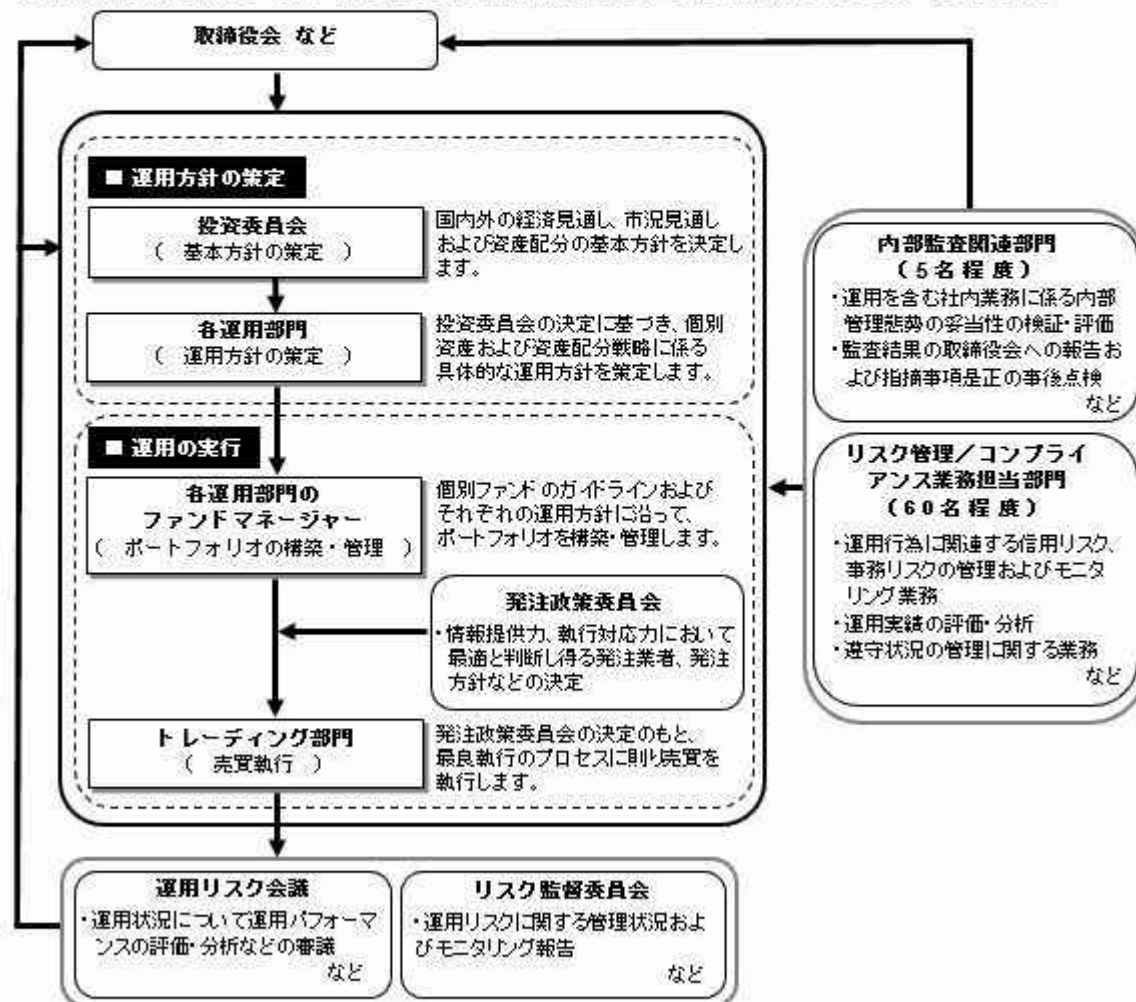 取締役会 など
■ 運用方針の策定
投資委員会
( 基本方針の策定 )
国内外の経済見通し、市況見通し
および資産配分の基本方針を決定し
ます。
各運用部門
( 運用方針の策定 )
投資委員会の決定に基づき、個別
資産および資産配分戦略に係る
具体的な運用方針を策定します。
■ 運用の実行
各運用部門の
ファンドマネージャー
( ポートフォリオの構築・管理 )
個別ファンドのガイドラインおよび
それぞれの運用方針に沿って、
ポートフォリオを構築・管理します。
発注政策委員会
・情報提供力、執行対応力において
最適と判断し得る発注業者、発注
方針などの決定
トレーディング部門
( 売買執行 )
発注政策委員会の決定のもと、
最良執行のプロセスに則り売買を
執行します。
内部監査関連部門
(5名程度)
・運用を含む社内業務に係る内部
管理態勢の妥当性の検証・評価
・監査結果の取締役会への報告お
よび指摘事項是正の事後点検
など
リスク管理/コンプライ
アンス業務担当部門
(60名程度)
・運用行為に関連する信用リスク、
事務リスクの管理およびモニタ
リング業務
・運用実績の評価・分析
・遵守状況の管理に関する業務
など
運用リスク会議
・運用状況について運用パフォーマ
ンスの評価・分析などの審議
など
リスク監督委員会
・運用リスクに関する管理状況およ
びモニタリング報告
など